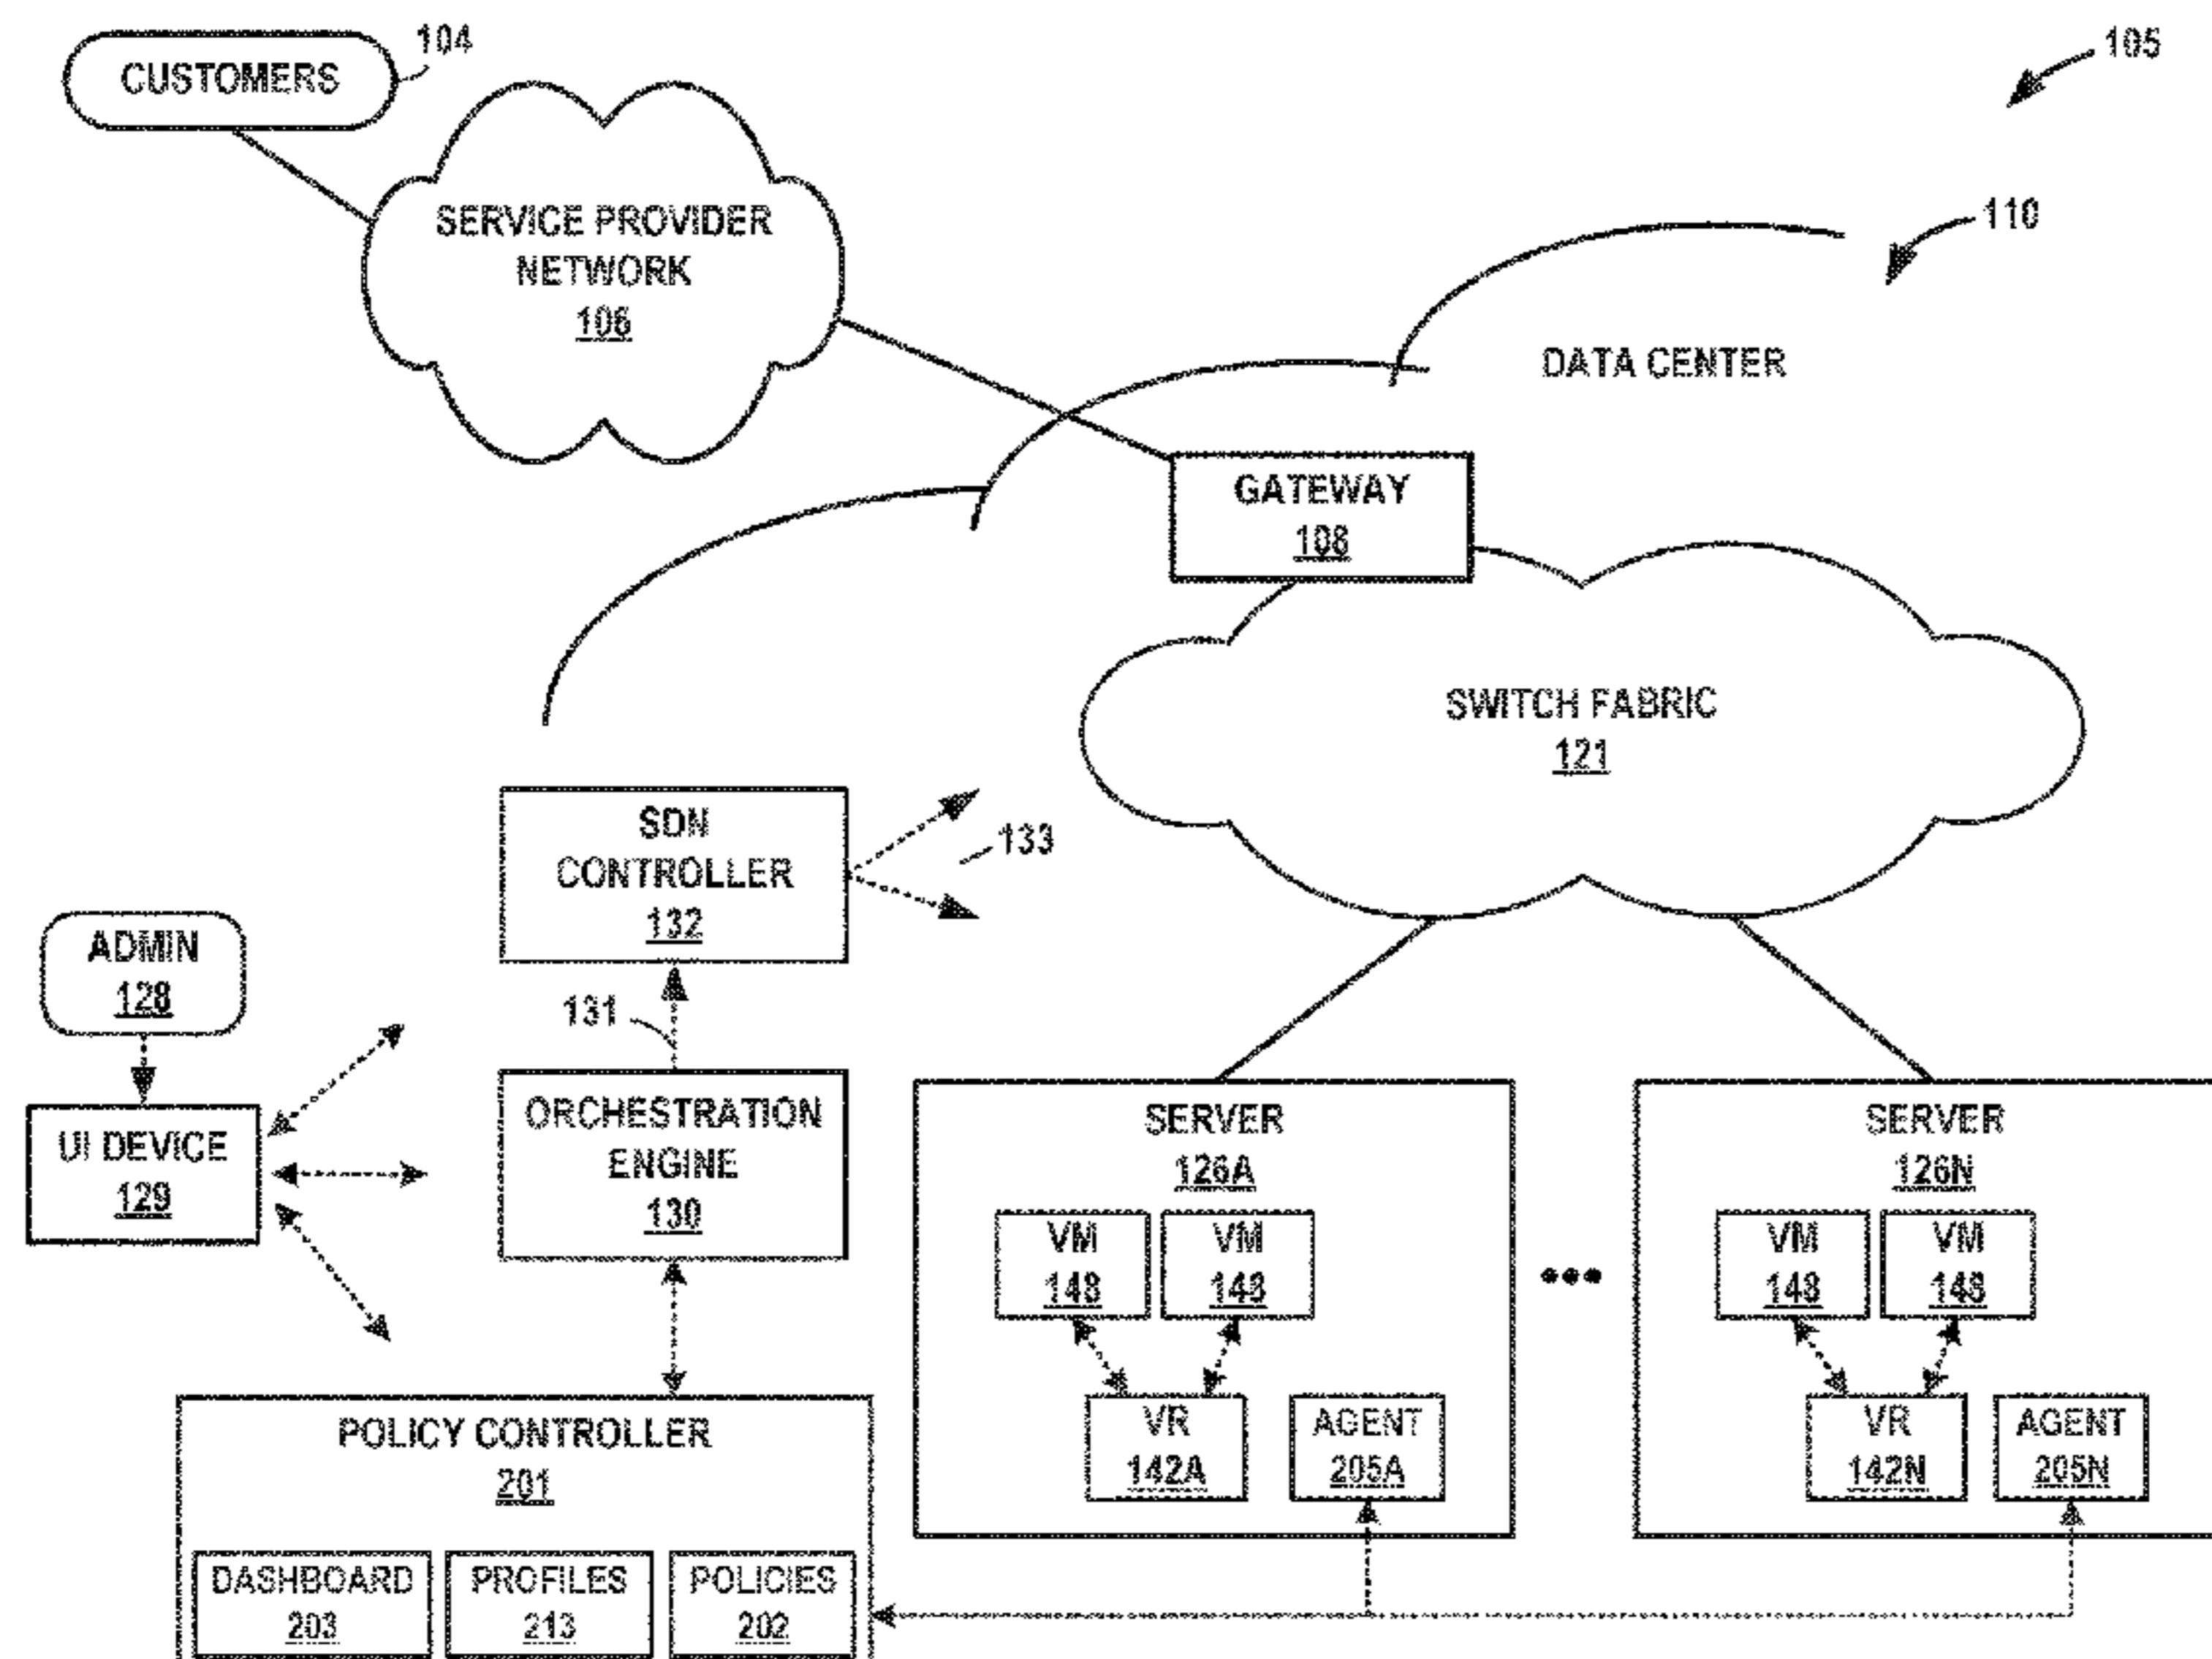 104
CUSTOMERS
105
SERVICE PROVIDER
NETWORK
106
110
DATA CENTER
GATEWAY
108
SWITCH FABRIC
121
SDN
CONTROLLER
132
133
ADMIN
128
131
UI DEVICE
129
ORCHESTRATION
ENGINE
130
SERVER
126A
VM
148
VM
148
VR
142A
AGENT
205A
SERVER
126N
VM
148
VM
148
VR
142N
AGENT
205N
POLICY CONTROLLER
201
DASHBOARD
203
PROFILES
213
POLICIES
202